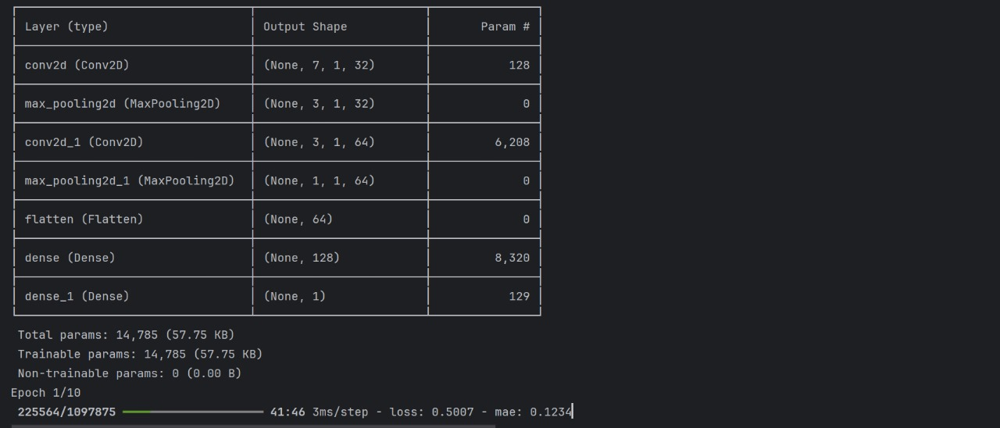 Layer (type) Output Shape Param #
conv2d (Conv2D) (None, 7, 1, 32) 128
max_pooling2d (MaxPooling2D) (None, 3, 1, 32) 0
conv2d_1 (Conv2D) (None, 3, 1, 64) 6,208
max_pooling2d_1 (MaxPooling2D) (None, 1, 1, 64) 0
flatten (Flatten) (None, 64) 0
dense (Dense) (None, 128) 8,320
dense_1 (Dense) (None, 1) 129
Total params: 14,785 (57.75 KB)
Trainable params: 14,785 (57.75 KB)
Non-trainable params: 0 (0.00 B)
Epoch 1/10
225564/1097875 41:46 3ms/step - loss: 0.5007 - mae: 0.1234